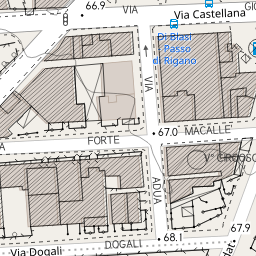 66.9
VIA
Via Castellana
Di Blasi
Passo
di Rigano
VIA
67.0
MACALLE'
FORTE
ADUA
67.9
68.1
DOGALI
Via Dogali